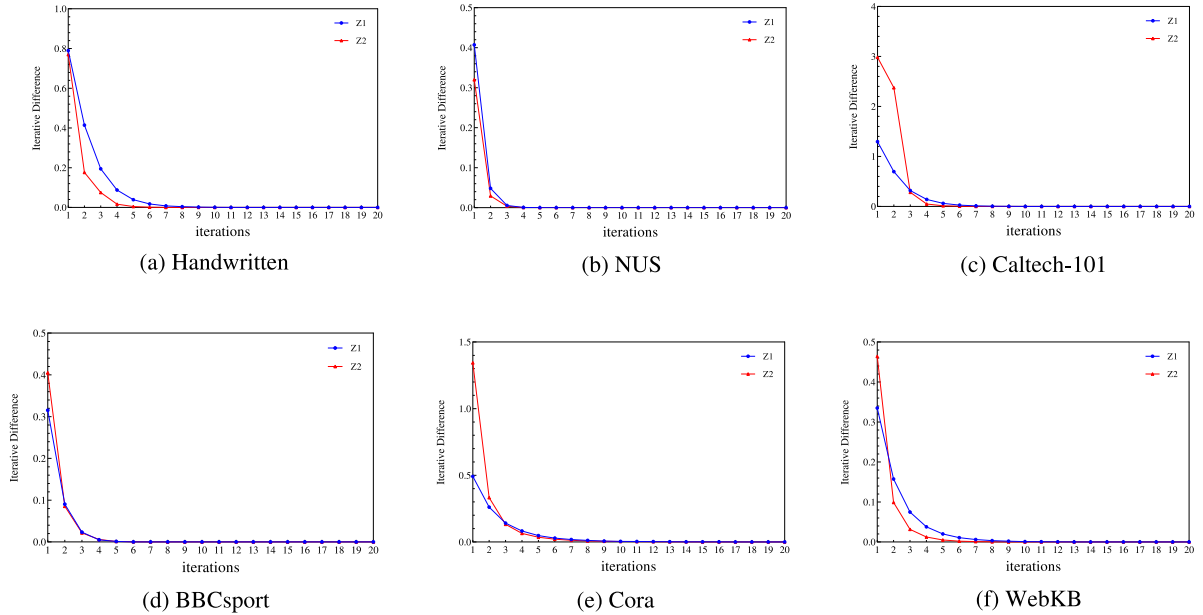 1.0
0.8
0.6
0.4
0.2
0.0
Iterative Difference
Z1
Z2
1 2 3 4 5 6 7 8 9 10 11 12 13 14 15 16 17 18 19 20
iterations
(a) Handwritten
0.5
0.4
0.3
0.2
0.1
0.0
Iterative Difference
Z1
Z2
1 2 3 4 5 6 7 8 9 10 11 12 13 14 15 16 17 18 19 20
iterations
(b) NUS
4
3
2
1
0
Iterative Difference
Z1
Z2
1 2 3 4 5 6 7 8 9 10 11 12 13 14 15 16 17 18 19 20
iterations
(c) Caltech-101
0.5
0.4
0.3
0.2
0.1
0.0
Iterative Difference
Z1
Z2
1 2 3 4 5 6 7 8 9 10 11 12 13 14 15 16 17 18 19 20
iterations
(d) BBCsport
1.5
1.0
0.5
0.0
Iterative Difference
Z1
Z2
1 2 3 4 5 6 7 8 9 10 11 12 13 14 15 16 17 18 19 20
iterations
(e) Cora
0.5
0.4
0.3
0.2
0.1
0.0
Iterative Difference
Z1
Z2
1 2 3 4 5 6 7 8 9 10 11 12 13 14 15 16 17 18 19 20
iterations
(f) WebKB